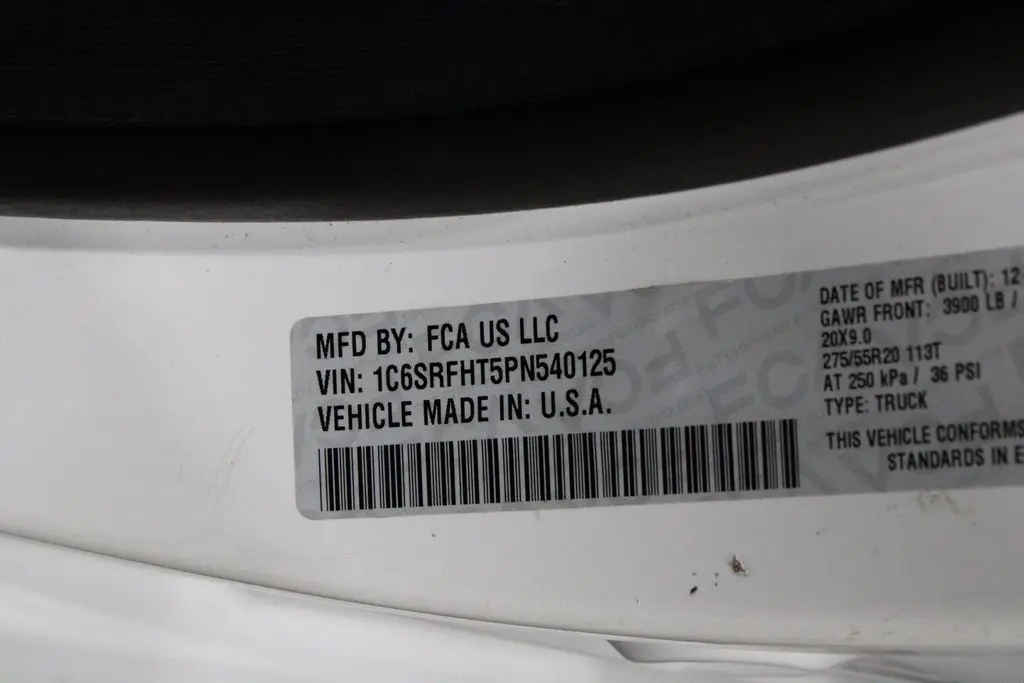 MFD BY: FCA US LLC
VIN: 1C6SRFHT5PN540125
VEHICLE MADE IN: U.S.A.
DATE OF MFR (BUILT): 12
GAWR FRONT: 3900 LB /
20X9.0
275/55R20 113T
AT 250 kPa / 36 PSI
TYPE: TRUCK
THIS VEHICLE CONFORMS
STANDARDS IN E